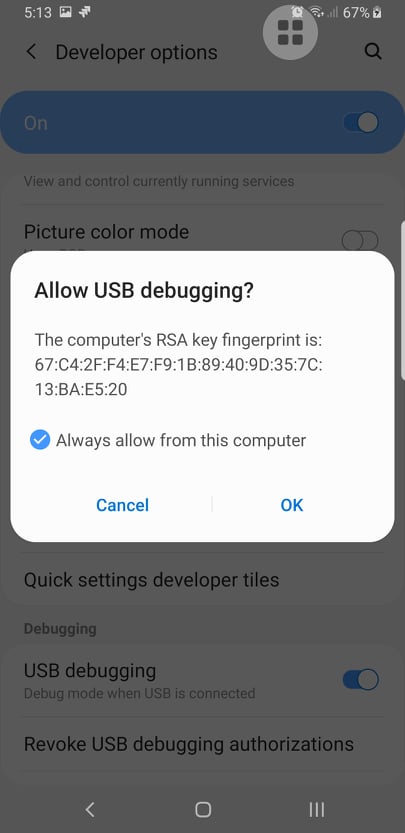 5:13
67%
Developer options
On
View and control currently running services
Picture color mode
Allow USB debugging?
The computer's RSA key fingerprint is:
67:C4:2F:F4:E7:F9:1B:89:40:9D:35:7C:
13:BA:E5:20
Always allow from this computer
Cancel
OK
Quick settings developer tiles
Debugging
USB debugging
Debug mode when USB is connected
Revoke USB debugging authorizations